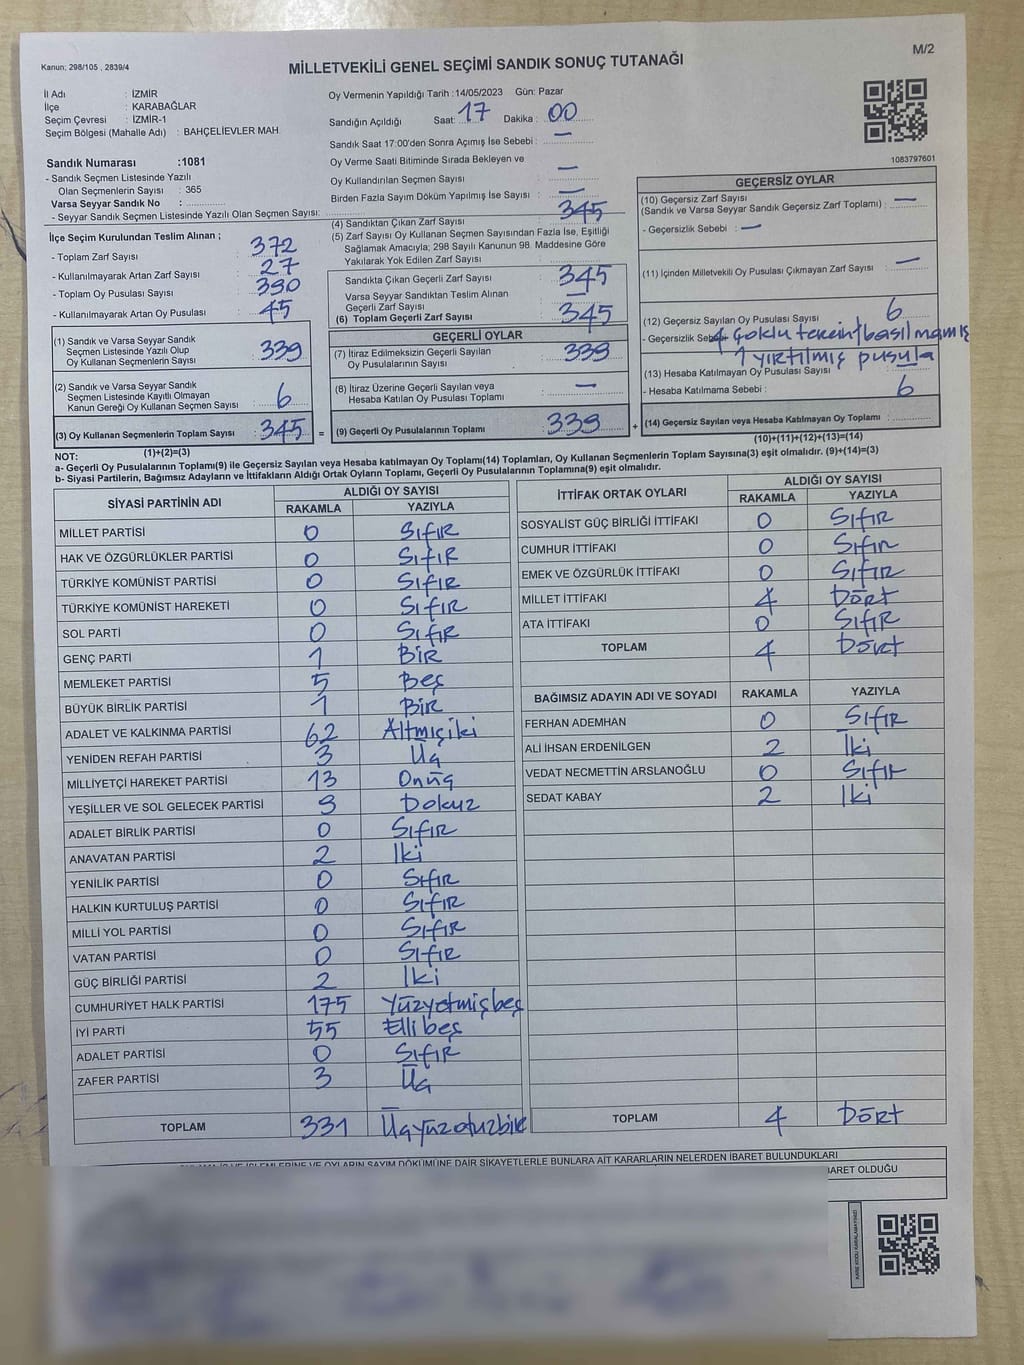 M/2
Kanun: 298/105 , 2839/4
MİLLETVEKİLİ GENEL SEÇİMİ SANDIK SONUÇ TUTANAĞI
İl Adı : İZMİR
İlçe : KARABAĞLAR
Seçim Çevresi : İZMİR-1
Seçim Bölgesi (Mahalle Adı) : BAHÇELİEVLER MAH.
Sandık Numarası :1081
- Sandık Seçmen Listesinde Yazılı
Olan Seçmenlerin Sayısı : 365
Varsa Seyyar Sandık No :
- Seyyar Sandık Seçmen Listesinde Yazılı Olan Seçmen Sayısı:
Oy Vermenin Yapıldığı Tarih :14/05/2023 Gün: Pazar
Sandığın Açıldığı Saat: 17 Dakika : 00
Sandık Saat 17:00'den Sonra Açımış İse Sebebi : —
Oy Verme Saati Bitiminde Sırada Bekleyen ve
Oy Kullandırılan Seçmen Sayısı : —
Birden Fazla Sayım Döküm Yapılmış İse Sayısı : —
1083797601
İlçe Seçim Kurulundan Teslim Alınan ;
- Toplam Zarf Sayısı : 372
- Kullanılmayarak Artan Zarf Sayısı : 27
- Toplam Oy Pusulası Sayısı : 390
- Kullanılmayarak Artan Oy Pusulası : 45
(1) Sandık ve Varsa Seyyar Sandık
Seçmen Listesinde Yazılı Olup
Oy Kullanan Seçmenlerin Sayısı : 339
(2) Sandık ve Varsa Seyyar Sandık
Seçmen Listesinde Kayıtlı Olmayan
Kanun Gereği Oy Kullanan Seçmen Sayısı : 6
(3) Oy Kullanan Seçmenlerin Toplam Sayısı : 345
(1)+(2)=(3)
(4) Sandıktan Çıkan Zarf Sayısı : 345
(5) Zarf Sayısı Oy Kullanan Seçmen Sayısından Fazla İse, Eşitliği
Sağlamak Amacıyla; 298 Sayılı Kanunun 98. Maddesine Göre
Yakılarak Yok Edilen Zarf Sayısı :
Sandıkta Çıkan Geçerli Zarf Sayısı : 345
Varsa Seyyar Sandıktan Teslim Alınan
Geçerli Zarf Sayısı : —
(6) Toplam Geçerli Zarf Sayısı : 345
GEÇERLİ OYLAR
(7) İtiraz Edilmeksizin Geçerli Sayılan
Oy Pusulalarının Sayısı : 339
(8) İtiraz Üzerine Geçerli Sayılan veya
Hesaba Katılan Oy Pusulası Toplamı : —
= (9) Geçerli Oy Pusulalarının Toplamı : 339
GEÇERSİZ OYLAR
(10) Geçersiz Zarf Sayısı
(Sandık ve Varsa Seyyar Sandık Geçersiz Zarf Toplamı) : —
- Geçersizlik Sebebi : —
(11) İçinden Milletvekili Oy Pusulası Çıkmayan Zarf Sayısı : —
(12) Geçersiz Sayılan Oy Pusulası Sayısı : 6
- Geçersizlik 4 çoklu tercint/basılmamış
1 yırtılmış pusula
(13) Hesaba Katılmayan Oy Pusulası Sayısı :
- Hesaba Katılmama Sebebi : 6
+ (14) Geçersiz Sayılan veya Hesaba Katılmayan Oy Toplamı :
(10)+(11)+(12)+(13)=(14)
NOT:
a- Geçerli Oy Pusulalarının Toplamı(9) ile Geçersiz Sayılan veya Hesaba katılmayan Oy Toplamı(14) Toplamları, Oy Kullanan Seçmenlerin Toplam Sayısına(3) eşit olmalıdır. (9)+(14)=(3)
b- Siyasi Partilerin, Bağımsız Adayların ve İttifakların Aldığı Ortak Oyların Toplamı, Geçerli Oy Pusulalarının Toplamına(9) eşit olmalıdır.
SİYASİ PARTİNİN ADI ALDIĞI OY SAYISI
RAKAMLA YAZIYLA
MİLLET PARTİSİ 0 Sıfır
HAK VE ÖZGÜRLÜKLER PARTİSİ 0 Sıfır
TÜRKİYE KOMÜNİST PARTİSİ 0 Sıfır
TÜRKİYE KOMÜNİST HAREKETİ 0 Sıfır
SOL PARTİ 0 Sıfır
GENÇ PARTİ 1 Bir
MEMLEKET PARTİSİ 5 Beş
BÜYÜK BİRLİK PARTİSİ 1 Bir
ADALET VE KALKINMA PARTİSİ 62 Altmışiki
YENİDEN REFAH PARTİSİ 3 Üç
MİLLİYETÇİ HAREKET PARTİSİ 13 Onüç
YEŞİLLER VE SOL GELECEK PARTİSİ 9 Dokuz
ADALET BİRLİK PARTİSİ 0 Sıfır
ANAVATAN PARTİSİ 2 İki
YENİLİK PARTİSİ 0 Sıfır
HALKIN KURTULUŞ PARTİSİ 0 Sıfır
MİLLİ YOL PARTİSİ 0 Sıfır
VATAN PARTİSİ 0 Sıfır
GÜÇ BİRLİĞİ PARTİSİ 2 İki
CUMHURİYET HALK PARTİSİ 175 Yüzyetmişbeş
İYİ PARTİ 55 Ellibeş
ADALET PARTİSİ 0 Sıfır
ZAFER PARTİSİ 3 Üç
TOPLAM 331 Üçyüzotuzbir
İTTİFAK ORTAK OYLARI ALDIĞI OY SAYISI
RAKAMLA YAZIYLA
SOSYALİST GÜÇ BİRLİĞİ İTTİFAKI 0 Sıfır
CUMHUR İTTİFAKI 0 Sıfır
EMEK VE ÖZGÜRLÜK İTTİFAKI 0 Sıfır
MİLLET İTTİFAKI 4 Dört
ATA İTTİFAKI 0 Sıfır
TOPLAM 4 Dört
BAĞIMSIZ ADAYIN ADI VE SOYADI RAKAMLA YAZIYLA
FERHAN ADEMHAN 0 Sıfır
ALİ İHSAN ERDENİLGEN 2 İki
VEDAT NECMETTİN ARSLANOĞLU 0 Sıfır
SEDAT KABAY 2 İki
TOPLAM 4 Dört
OYLARIN SAYIM DÖKÜMÜNE DAİR ŞİKAYETLERLE BUNLARA AİT KARARLARIN NELERDEN İBARET BULUNDUKLARI
İBARET OLDUĞU